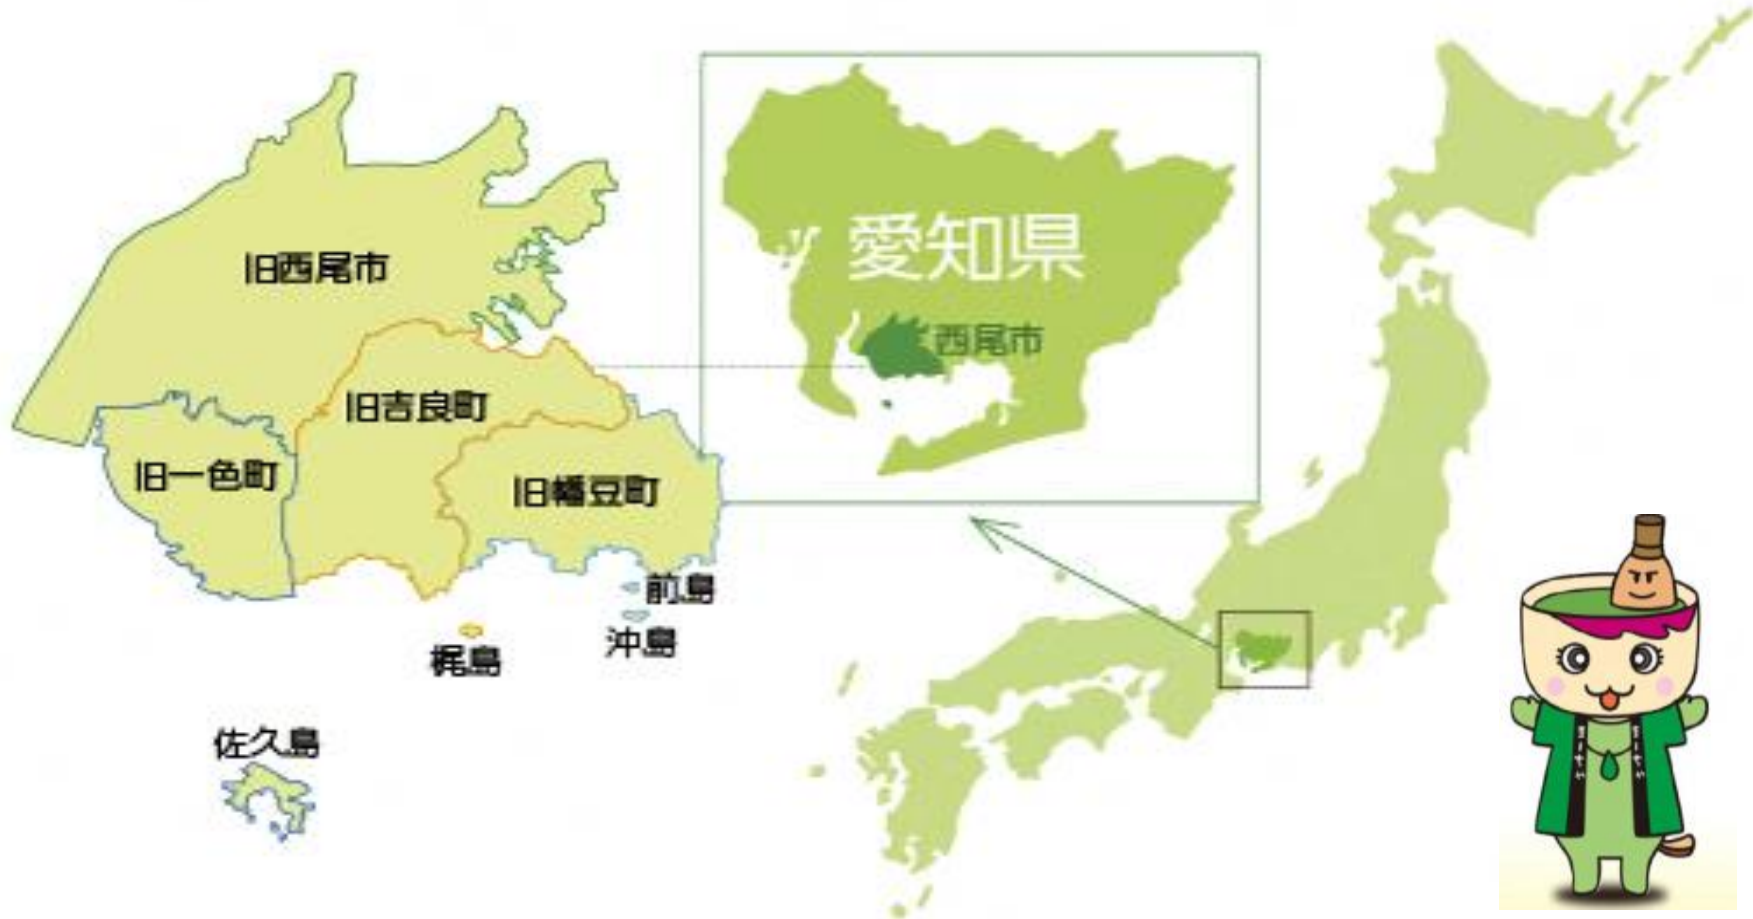 愛知県
西尾市
旧西尾市
旧吉良町
旧一色町
旧幡豆町
前島
沖島
梶島
佐久島